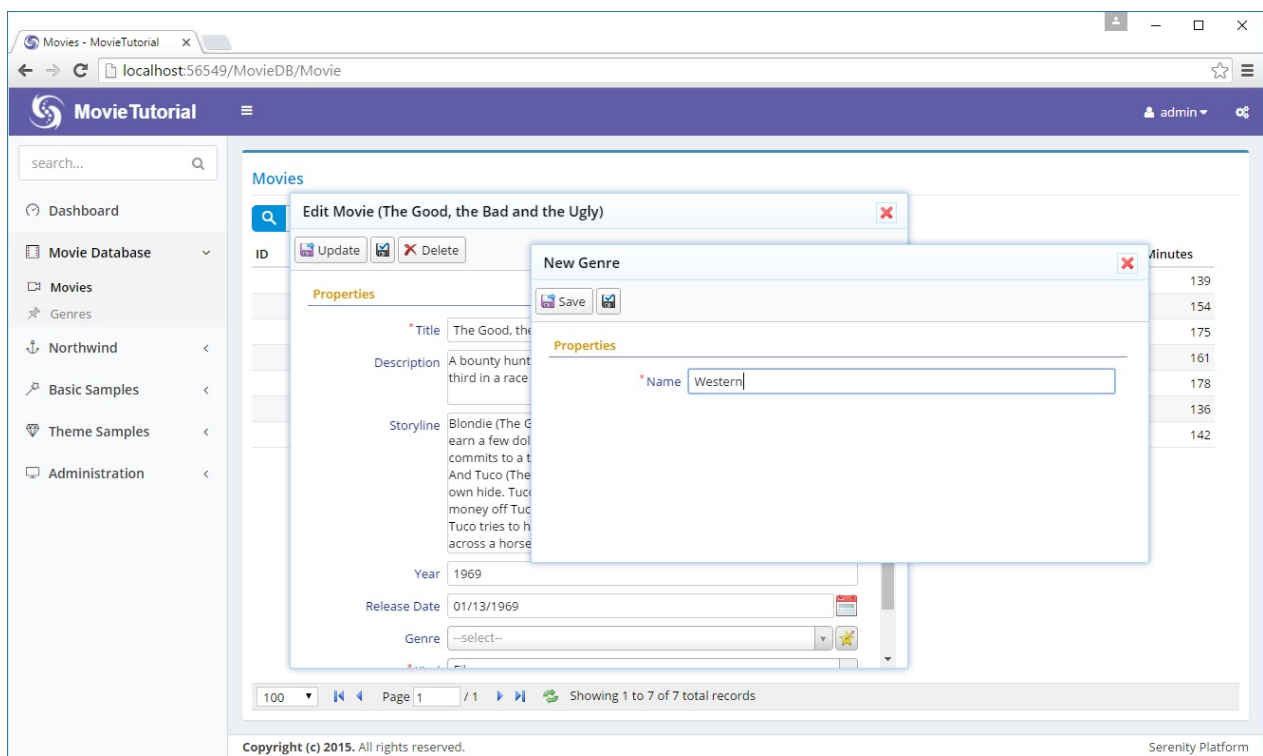 Movies - MovieTutorial
localhost:56549/MovieDB/Movie
MovieTutorial
admin
search...
Dashboard
Movie Database
Movies
Genres
Northwind
Basic Samples
Theme Samples
Administration
Movies
ID
Minutes
139
154
175
161
178
136
142
Edit Movie (The Good, the Bad and the Ugly)
Update Delete
Properties
*Title The Good, the
Description A bounty hunt
third in a race
Storyline Blondie (The G
earn a few dol
commits to a t
And Tuco (The
own hide. Tuc
money off Tuc
Tuco tries to h
across a horse
Year 1969
Release Date 01/13/1969
Genre --select--
New Genre
Save
Properties
*Name Western
100 Page 1 / 1 Showing 1 to 7 of 7 total records
Copyright (c) 2015. All rights reserved.
Serenity Platform